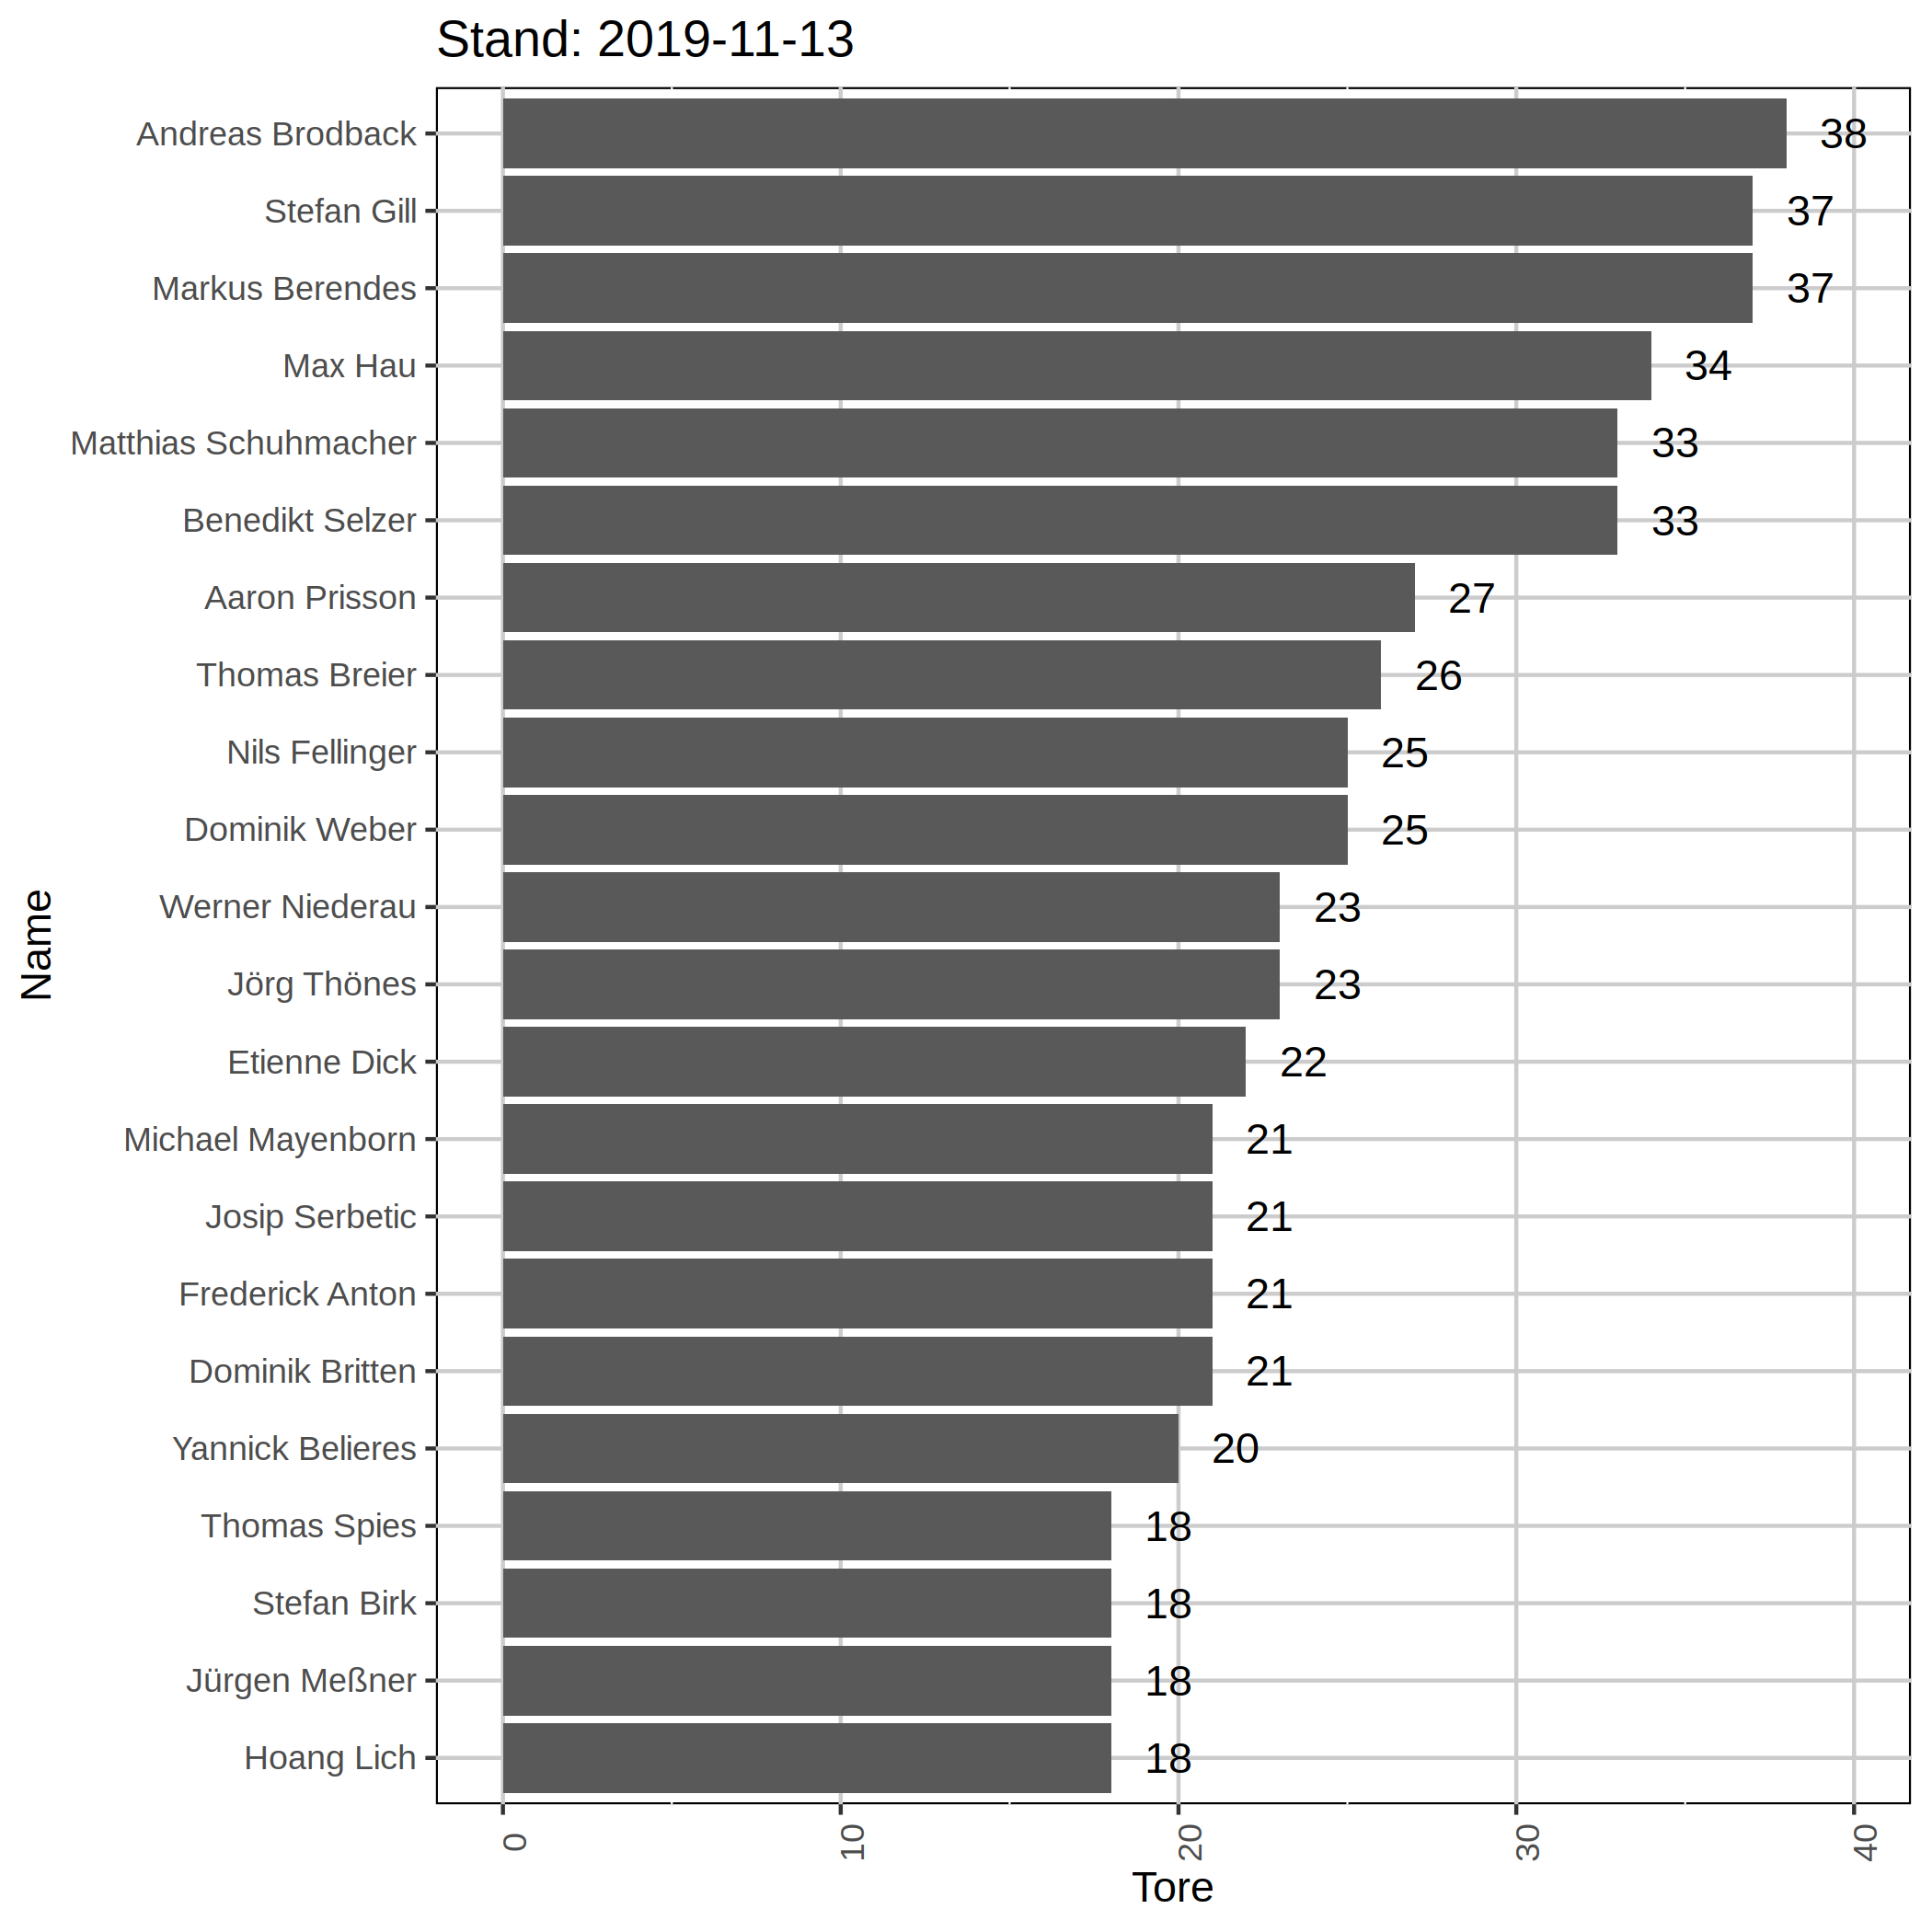 Stand: 2019-11-13
Andreas Brodback 38
Stefan Gill 37
Markus Berendes 37
Max Hau 34
Matthias Schuhmacher 33
Benedikt Selzer 33
Aaron Prisson 27
Thomas Breier 26
Nils Fellinger 25
Dominik Weber 25
Werner Niederau 23
Jörg Thönes 23
Etienne Dick 22
Michael Mayenborn 21
Josip Serbetic 21
Frederick Anton 21
Dominik Britten 21
Yannick Belieres 20
Thomas Spies 18
Stefan Birk 18
Jürgen Meßner 18
Hoang Lich 18
Name
0 10 20 30 40
Tore